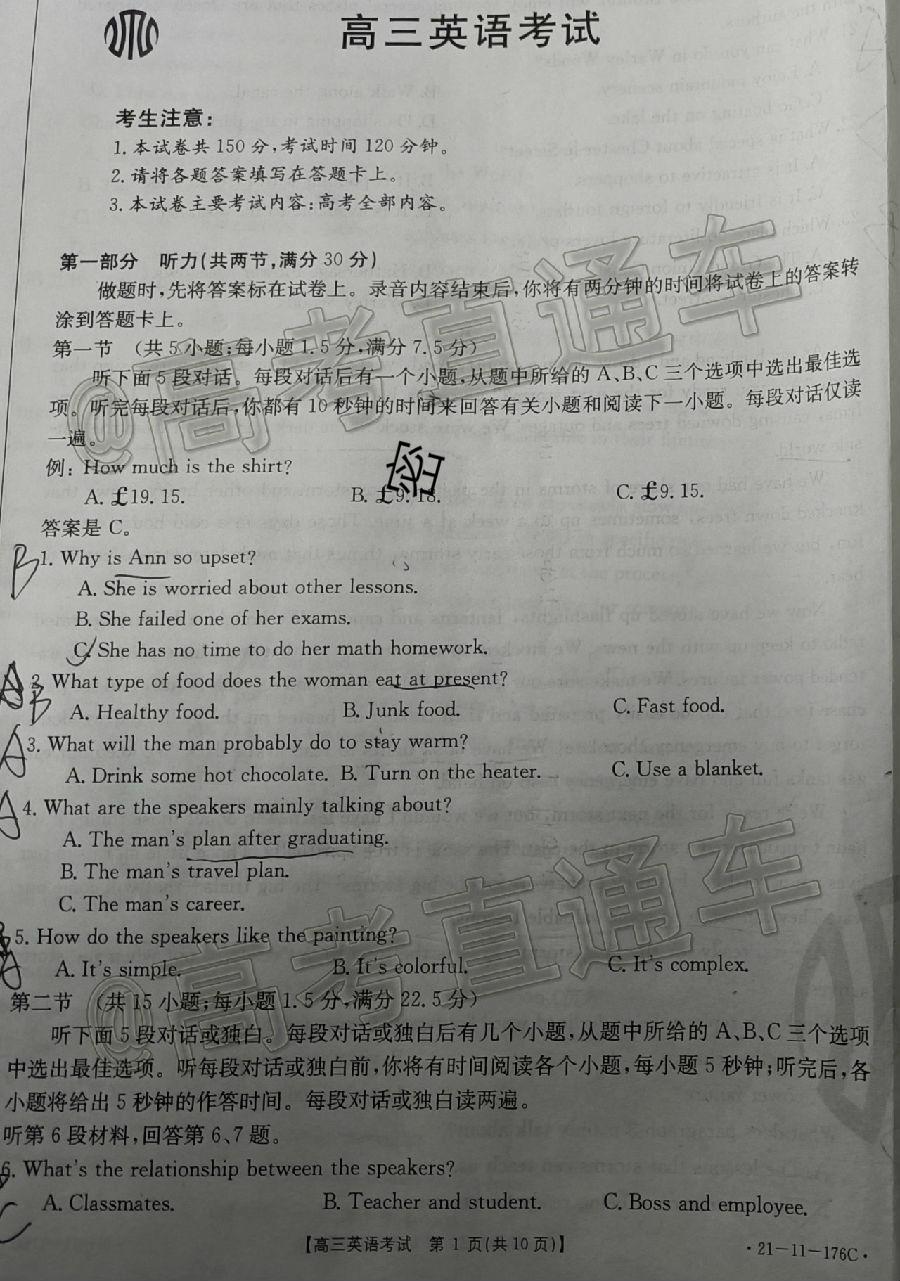 高三英语考试
考生注意:
1.本试卷共150分,考试时间120分钟。
2.请将各题答案填写在答题卡上。
3.本试卷主要考试内容:高考全部内容。
第一部分 听力(共两节,满分30分)
做题时,先将答案标在试卷上。录音内容结束后,你将有两分钟的时间将试卷上的答案转
涂到答题卡上。
第一节 (共5小题;每小题1.5分,满分7.5分)
听下面5段对话。每段对话后有一个小题,从题中所给的A、B、C三个选项中选出最佳选
项。听完每段对话后,你都有10秒钟的时间来回答有关小题和阅读下一小题。每段对话仅读
一遍。
例: How much is the shirt?
A. £19.15. B. £9.18. C. £9.15.
密
答案是C。
B 1. Why is Ann so upset?
A. She is worried about other lessons.
B. She failed one of her exams.
C. She has no time to do her math homework.
2. What type of food does the woman eat at present?
B
A. Healthy food. B. Junk food. C. Fast food.
A 3. What will the man probably do to stay warm?
A. Drink some hot chocolate. B. Turn on the heater. C. Use a blanket.
A 4. What are the speakers mainly talking about?
A. The man's plan after graduating.
B. The man's travel plan.
C. The man's career.
5. How do the speakers like the painting?
A
A. It's simple. B. It's colorful. C. It's complex.
第二节 (共15小题;每小题1.5分,满分22.5分)
听下面5段对话或独白。每段对话或独白后有几个小题,从题中所给的A、B、C三个选项
中选出最佳选项。听每段对话或独白前,你将有时间阅读各个小题,每小题5秒钟;听完后,各
小题将给出5秒钟的作答时间。每段对话或独白读两遍。
听第6段材料,回答第6、7题。
6. What's the relationship between the speakers?
C
A. Classmates. B. Teacher and student. C. Boss and employee.
【高三英语考试 第1页(共10页)】
·21-11-176C·
@高考直通车
@高考直通车